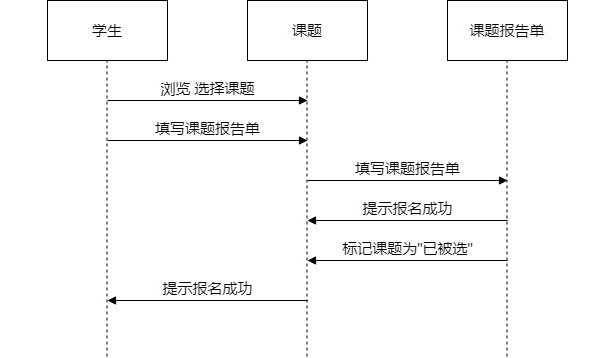 学生
课题
课题报告单
浏览 选择课题
填写课题报告单
填写课题报告单
提示报名成功
标记课题为"已被选"
提示报名成功